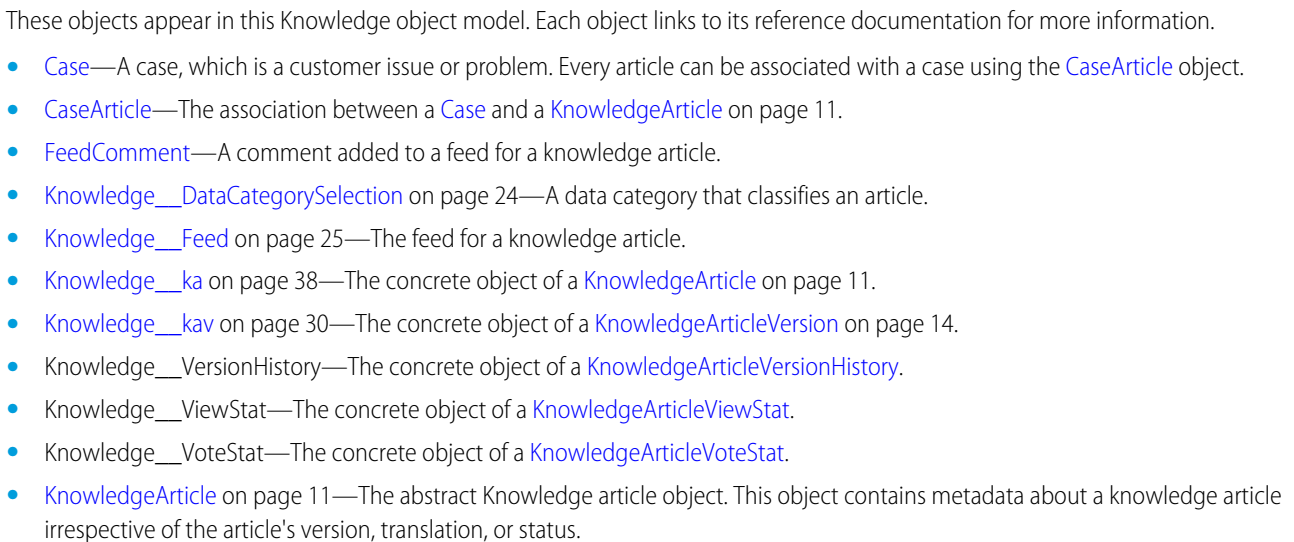 These objects appear in this Knowledge object model. Each object links to its reference documentation for more information.
• Case—A case, which is a customer issue or problem. Every article can be associated with a case using the CaseArticle object.
• CaseArticle—The association between a Case and a KnowledgeArticle on page 11.
• FeedComment—A comment added to a feed for a knowledge article.
• Knowledge__DataCategorySelection on page 24—A data category that classifies an article.
• Knowledge__Feed on page 25—The feed for a knowledge article.
• Knowledge__ka on page 38—The concrete object of a KnowledgeArticle on page 11.
• Knowledge__kav on page 30—The concrete object of a KnowledgeArticleVersion on page 14.
• Knowledge__VersionHistory—The concrete object of a KnowledgeArticleVersionHistory.
• Knowledge__ViewStat—The concrete object of a KnowledgeArticleViewStat.
• Knowledge__VoteStat—The concrete object of a KnowledgeArticleVoteStat.
• KnowledgeArticle on page 11—The abstract Knowledge article object. This object contains metadata about a knowledge article
irrespective of the article's version, translation, or status.